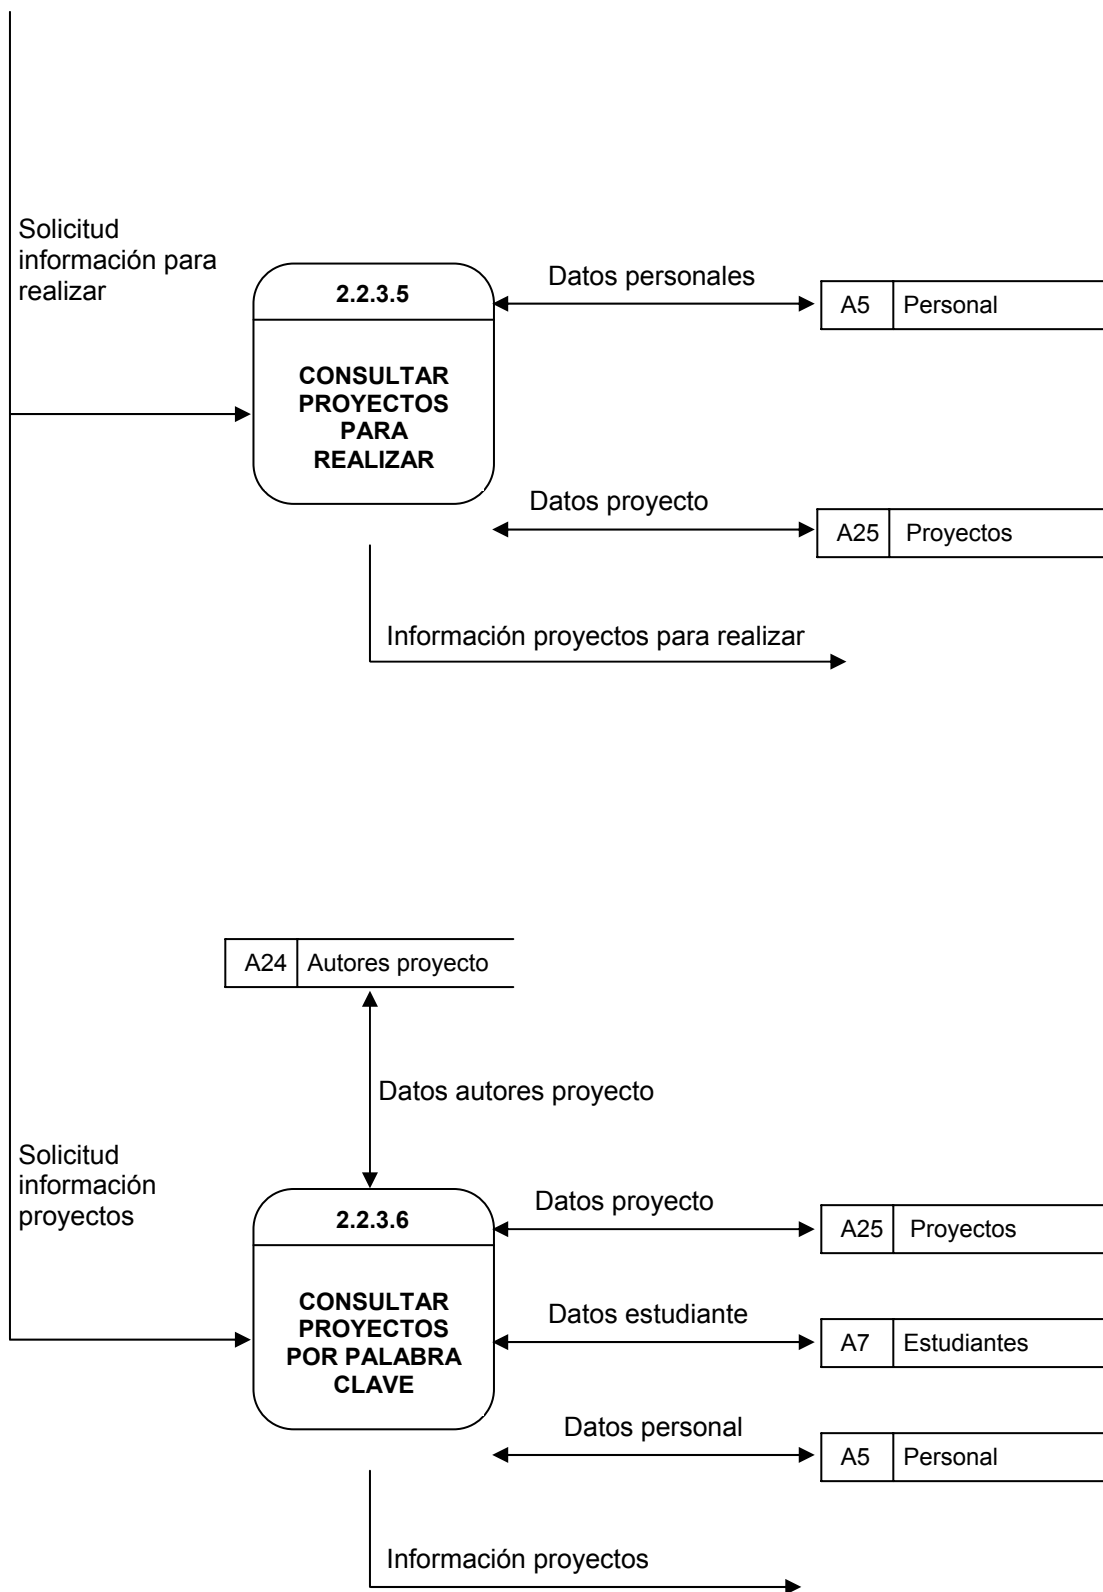 Solicitud
información para
realizar
2.2.3.5
CONSULTAR
PROYECTOS
PARA
REALIZAR
Datos personales
A5 Personal
Datos proyecto
A25 Proyectos
Información proyectos para realizar
A24 Autores proyecto
Datos autores proyecto
Solicitud
información
proyectos
2.2.3.6
CONSULTAR
PROYECTOS
POR PALABRA
CLAVE
Datos proyecto
A25 Proyectos
Datos estudiante
A7 Estudiantes
Datos personal
A5 Personal
Información proyectos